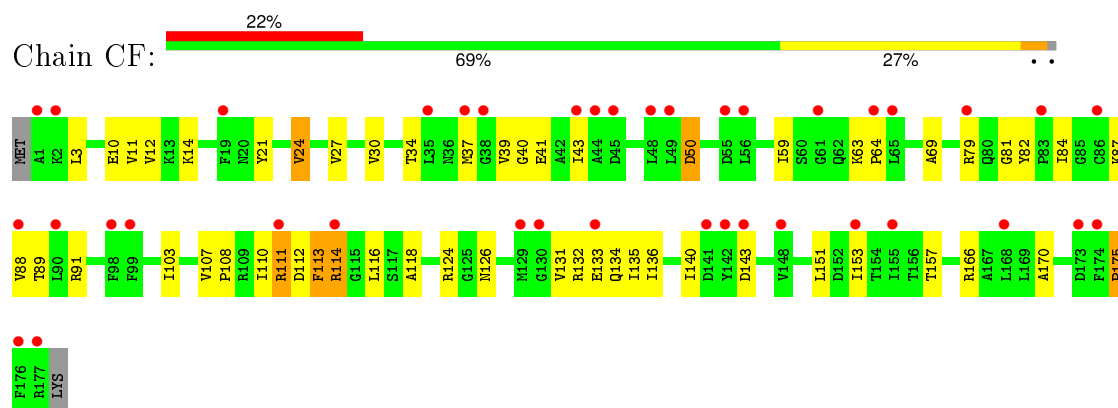 22%
Chain CF:
69% 27% • •
MET A1 K2 L3 E10 V11 V12 K13 K14 F19 N20 Y21 V24 V27 V30 T34 L35 N36 M37 G38 V39 G40 E41 A42 I43 A44 D45 L48 L49 D50 D55 L56 I59 S60 G61 Q62 K63 P64 L65 A69 R79 Q80 G81 Y82 P83 I84 G85 C86 K87
V88 T89 L90 R91 F98 F99 I103 V107 P108 R109 I110 R111 D112 F113 R114 G115 L116 S117 A118 R124 G125 N126 M129 G130 V131 R132 E133 Q134 I135 I136 I140 D141 Y142 D143 V148 L151 D152 I153 T154 I155 T156 T157 R166 A167 L168 L169 A170 D173 F174 D175
F176 R177 LYS